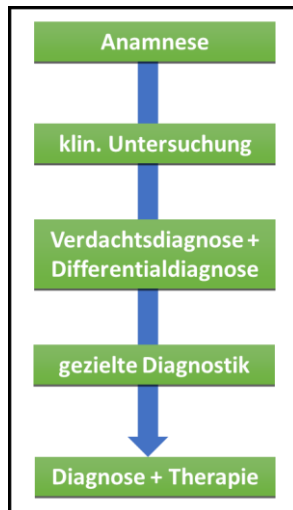 Anamnese
klin. Untersuchung
Verdachtsdiagnose +
Differentialdiagnose
gezielte Diagnostik
Diagnose + Therapie